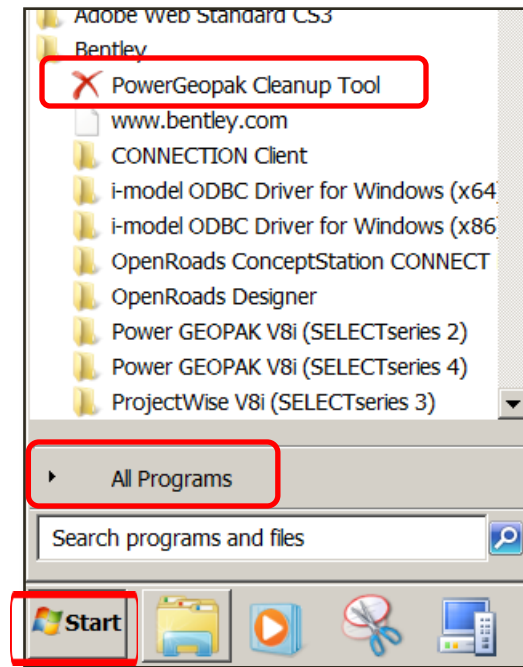 Adobe Web Standard CS3
Bentley
PowerGeopak Cleanup Tool
www.bentley.com
CONNECTION Client
i-model ODBC Driver for Windows (x64)
i-model ODBC Driver for Windows (x86)
OpenRoads ConceptStation CONNECT
OpenRoads Designer
Power GEOPAK V8i (SELECTseries 2)
Power GEOPAK V8i (SELECTseries 4)
ProjectWise V8i (SELECTseries 3)
All Programs
Search programs and files
Start